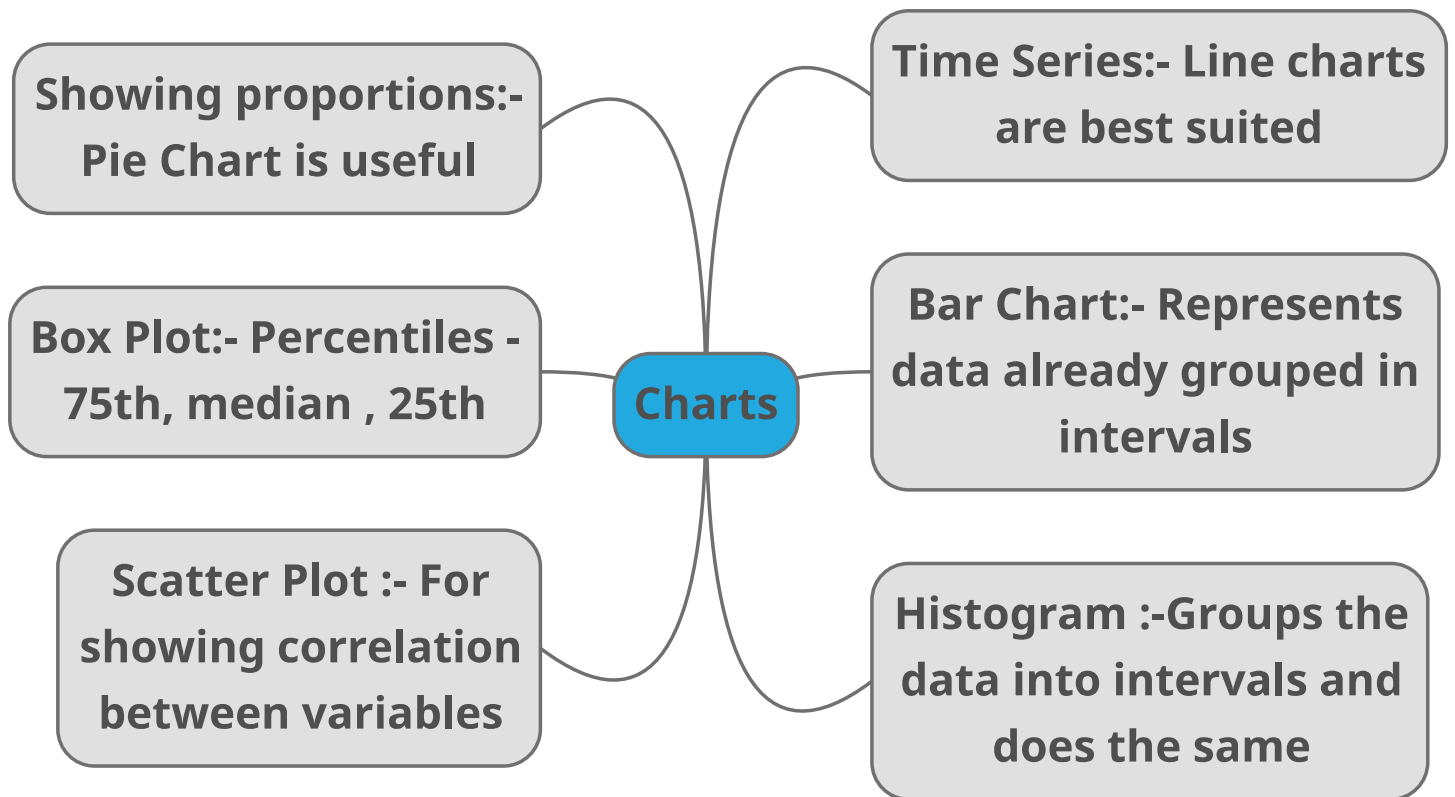 Showing proportions:-
Pie Chart is useful
Box Plot:- Percentiles -
75th, median , 25th
Scatter Plot :- For
showing correlation
between variables
Charts
Time Series:- Line charts
are best suited
Bar Chart:- Represents
data already grouped in
intervals
Histogram :-Groups the
data into intervals and
does the same